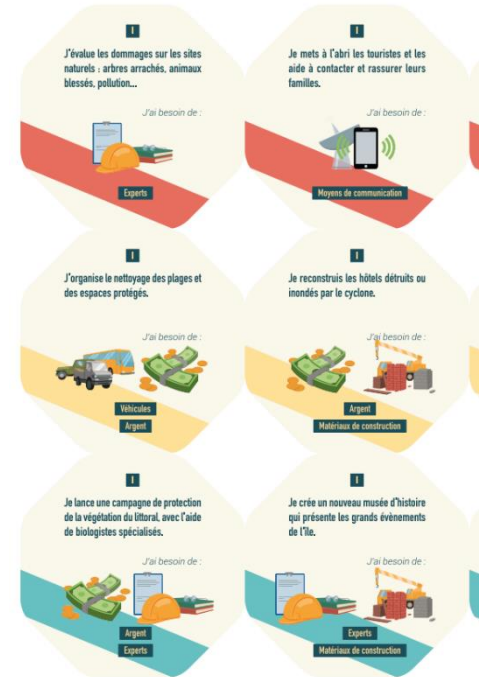 I
J'évalue les dommages sur les sites
naturels : arbres arrachés, animaux
blessés, pollution...
J'ai besoin de :
Experts
I
Je mets à l'abri les touristes et les
aide à contacter et rassurer leurs
familles.
J'ai besoin de :
Moyens de communication
I
J'organise le nettoyage des plages et
des espaces protégés.
J'ai besoin de :
Véhicules
Argent
I
Je reconstruis les hôtels détruits ou
inondés par le cyclone.
J'ai besoin de :
Argent
Matériaux de construction
I
Je lance une campagne de protection
de la végétation du littoral, avec l'aide
de biologistes spécialisés.
J'ai besoin de :
Argent
Experts
I
Je crée un nouveau musée d'histoire
qui présente les grands évènements
de l'île.
J'ai besoin de :
Experts
Matériaux de construction